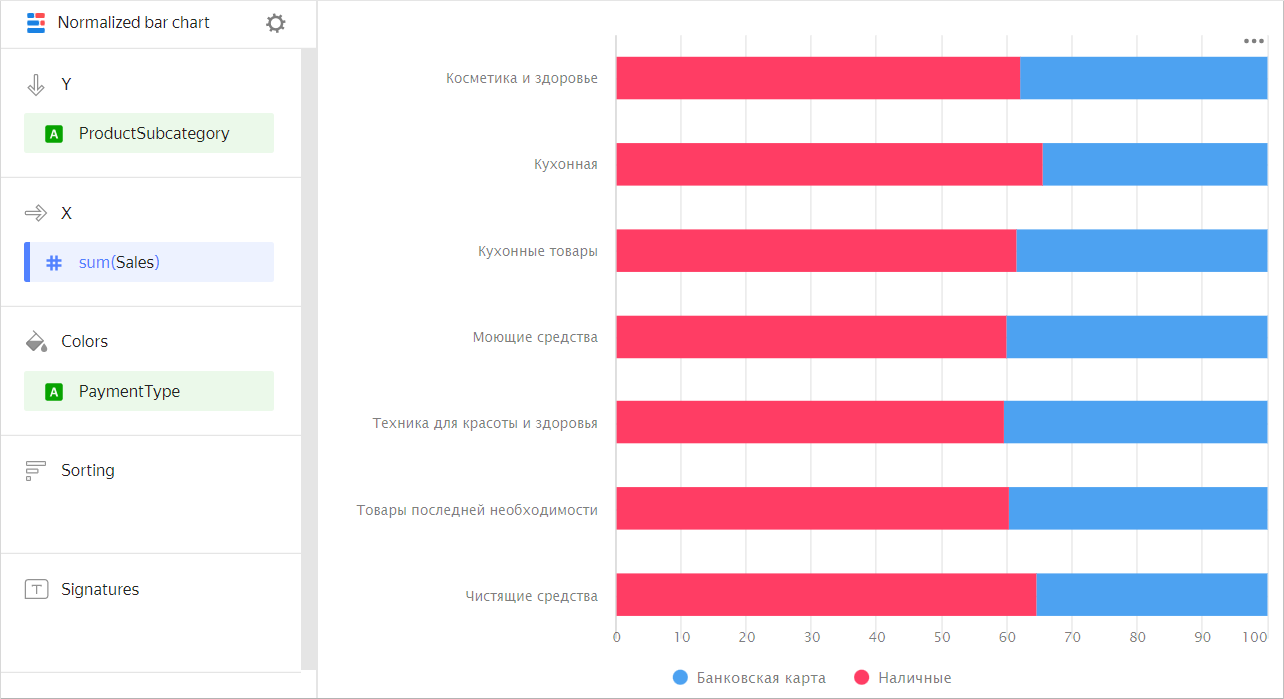 Normalized bar chart
Y
A ProductSubcategory
X
# sum(Sales)
Colors
A PaymentType
Sorting
T Signatures
Косметика и здоровье
Кухонная
Кухонные товары
Моющие средства
Техника для красоты и здоровья
Товары последней необходимости
Чистящие средства
0 10 20 30 40 50 60 70 80 90 100
Банковская карта Наличные